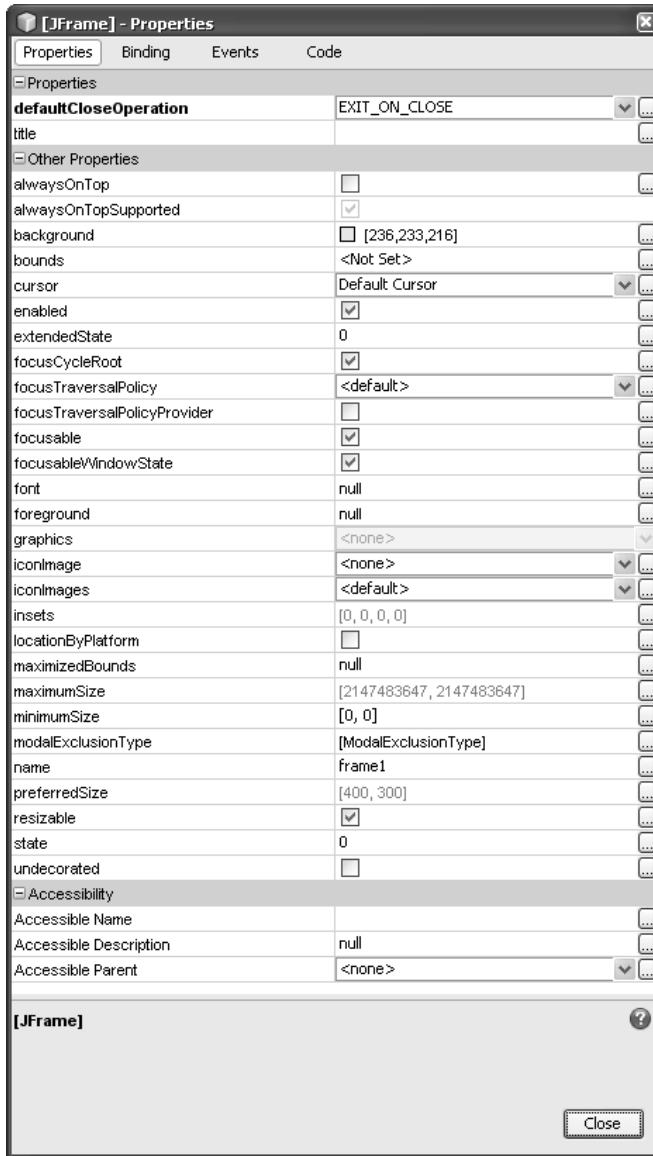 [JFrame] - Properties
Properties Binding Events Code
Properties
defaultCloseOperation EXIT_ON_CLOSE ...
title ...
Other Properties
alwaysOnTop ...
alwaysOnTopSupported
background [236,233,216] ...
bounds <Not Set> ...
cursor Default Cursor ...
enabled ...
extendedState 0 ...
focusCycleRoot ...
focusTraversalPolicy <default> ...
focusTraversalPolicyProvider ...
focusable ...
focusableWindowState ...
font null ...
foreground null ...
graphics <none>
iconImage <none> ...
iconImages <default> ...
insets [0, 0, 0, 0] ...
locationByPlatform ...
maximizedBounds null ...
maximumSize [2147483647, 2147483647] ...
minimumSize [0, 0] ...
modalExclusionType [ModalExclusionType] ...
name frame1 ...
preferredSize [400, 300] ...
resizable ...
state 0 ...
undecorated ...
Accessibility
Accessible Name ...
Accessible Description null ...
Accessible Parent <none> ...
[JFrame] ?
Close